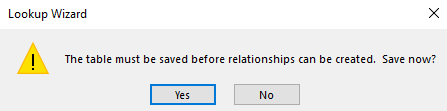 Lookup Wizard
The table must be saved before relationships can be created.  Save now?
Yes
No